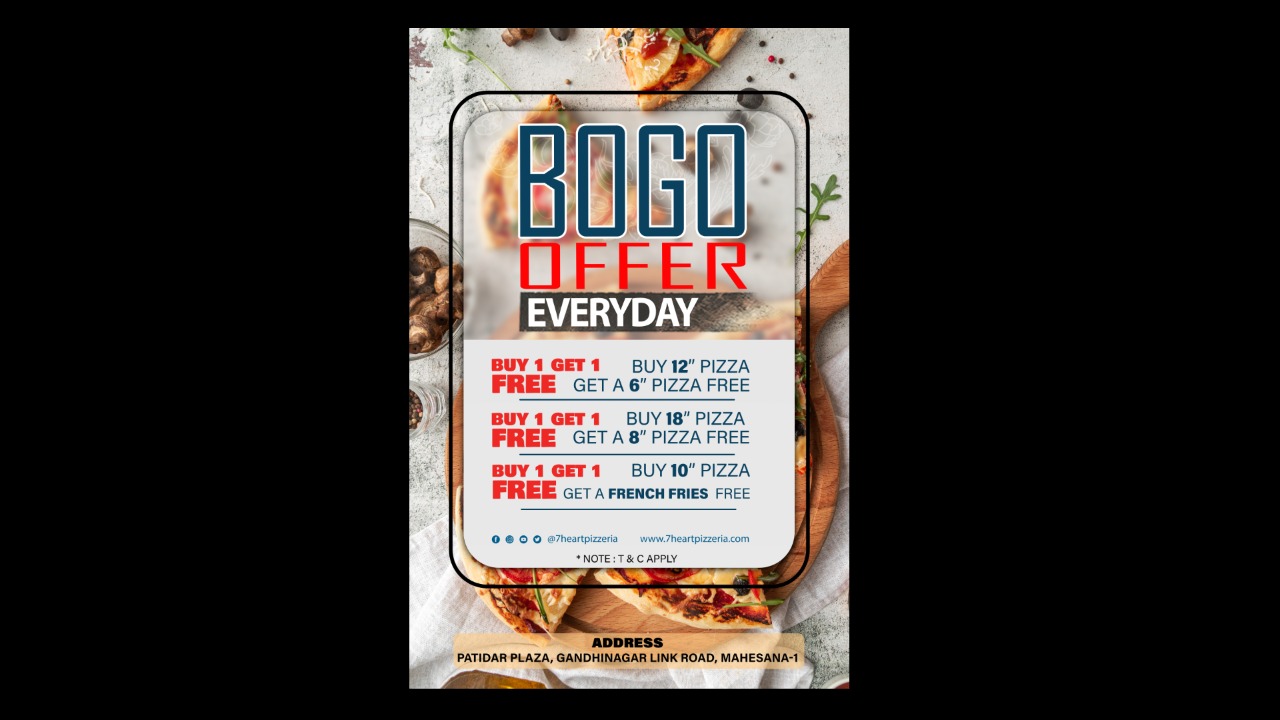 BOGO
OFFER
EVERYDAY
BUY 1 GET 1 BUY 12" PIZZA
FREE GET A 6" PIZZA FREE
BUY 1 GET 1 BUY 18" PIZZA
FREE GET A 8" PIZZA FREE
BUY 1 GET 1 BUY 10" PIZZA
FREE GET A FRENCH FRIES FREE
@7heartpizzeria www.7heartpizzeria.com
* NOTE : T & C APPLY
ADDRESS
PATIDAR PLAZA, GANDHINAGAR LINK ROAD, MAHESANA-1